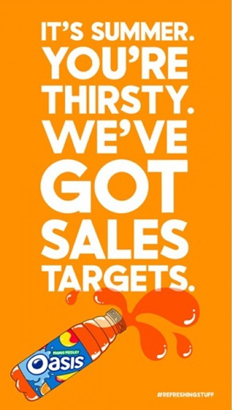 IT'S SUMMER.
YOU'RE
THIRSTY.
WE'VE
GOT
SALES
TARGETS.
Oasis
#REFRESHINGSTUFF